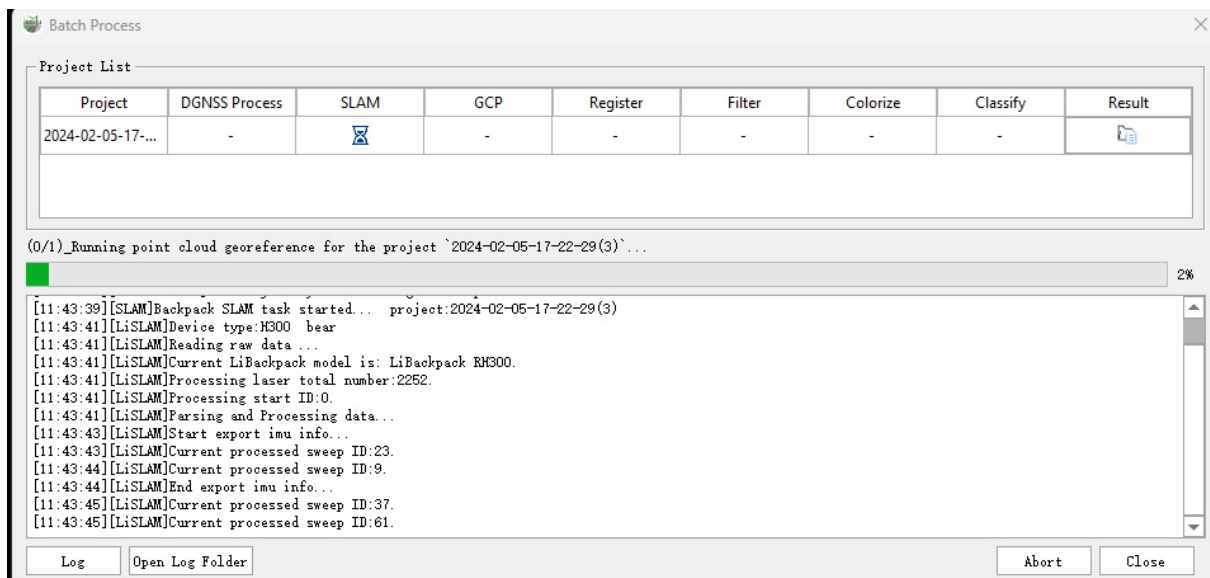 Batch Process
Project List
Project DGNSS Process SLAM GCP Register Filter Colorize Classify Result
2024-02-05-17-... - - - - - -
(0/1)_Running point cloud georeference for the project `2024-02-05-17-22-29(3)`...
2%
[11:43:39][SLAM]Backpack SLAM task started... project:2024-02-05-17-22-29(3)
[11:43:41][LiSLAM]Device type:H300 bear
[11:43:41][LiSLAM]Reading raw data ...
[11:43:41][LiSLAM]Current LiBackpack model is: LiBackpack RH300.
[11:43:41][LiSLAM]Processing laser total number:2252.
[11:43:41][LiSLAM]Processing start ID:0.
[11:43:41][LiSLAM]Parsing and Processing data...
[11:43:43][LiSLAM]Start export imu info...
[11:43:43][LiSLAM]Current processed sweep ID:23.
[11:43:44][LiSLAM]Current processed sweep ID:9.
[11:43:44][LiSLAM]End export imu info...
[11:43:45][LiSLAM]Current processed sweep ID:37.
[11:43:45][LiSLAM]Current processed sweep ID:61.
Log Open Log Folder Abort Close